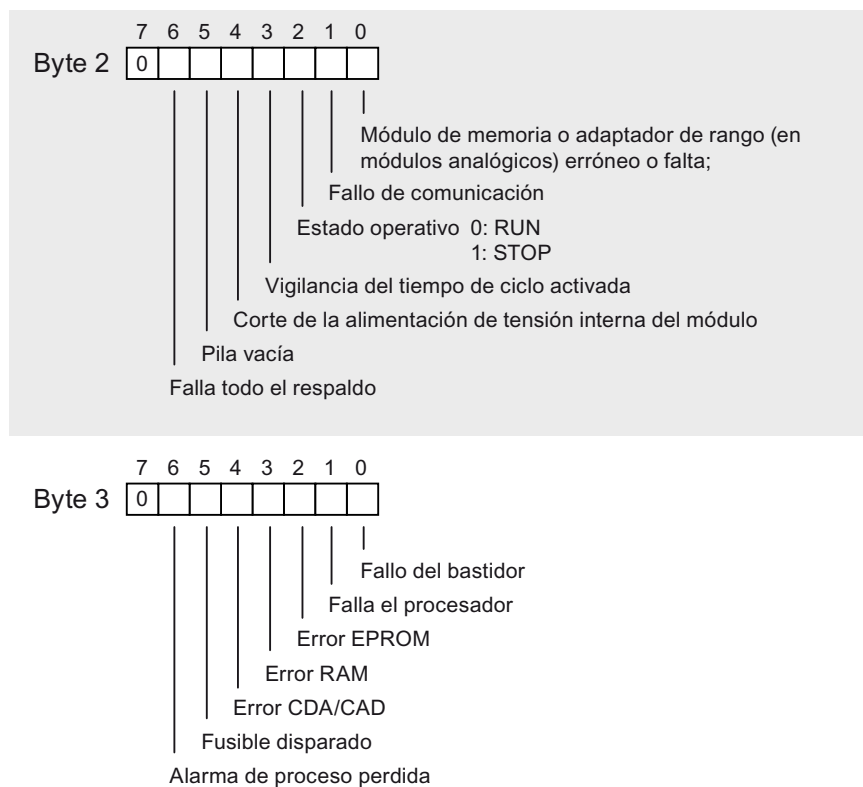 7 6 5 4 3 2 1 0
Byte 2 0
Módulo de memoria o adaptador de rango (en
módulos analógicos) erróneo o falta;
Fallo de comunicación
Estado operativo 0: RUN
1: STOP
Vigilancia del tiempo de ciclo activada
Corte de la alimentación de tensión interna del módulo
Pila vacía
Falla todo el respaldo
7 6 5 4 3 2 1 0
Byte 3 0
Fallo del bastidor
Falla el procesador
Error EPROM
Error RAM
Error CDA/CAD
Fusible disparado
Alarma de proceso perdida